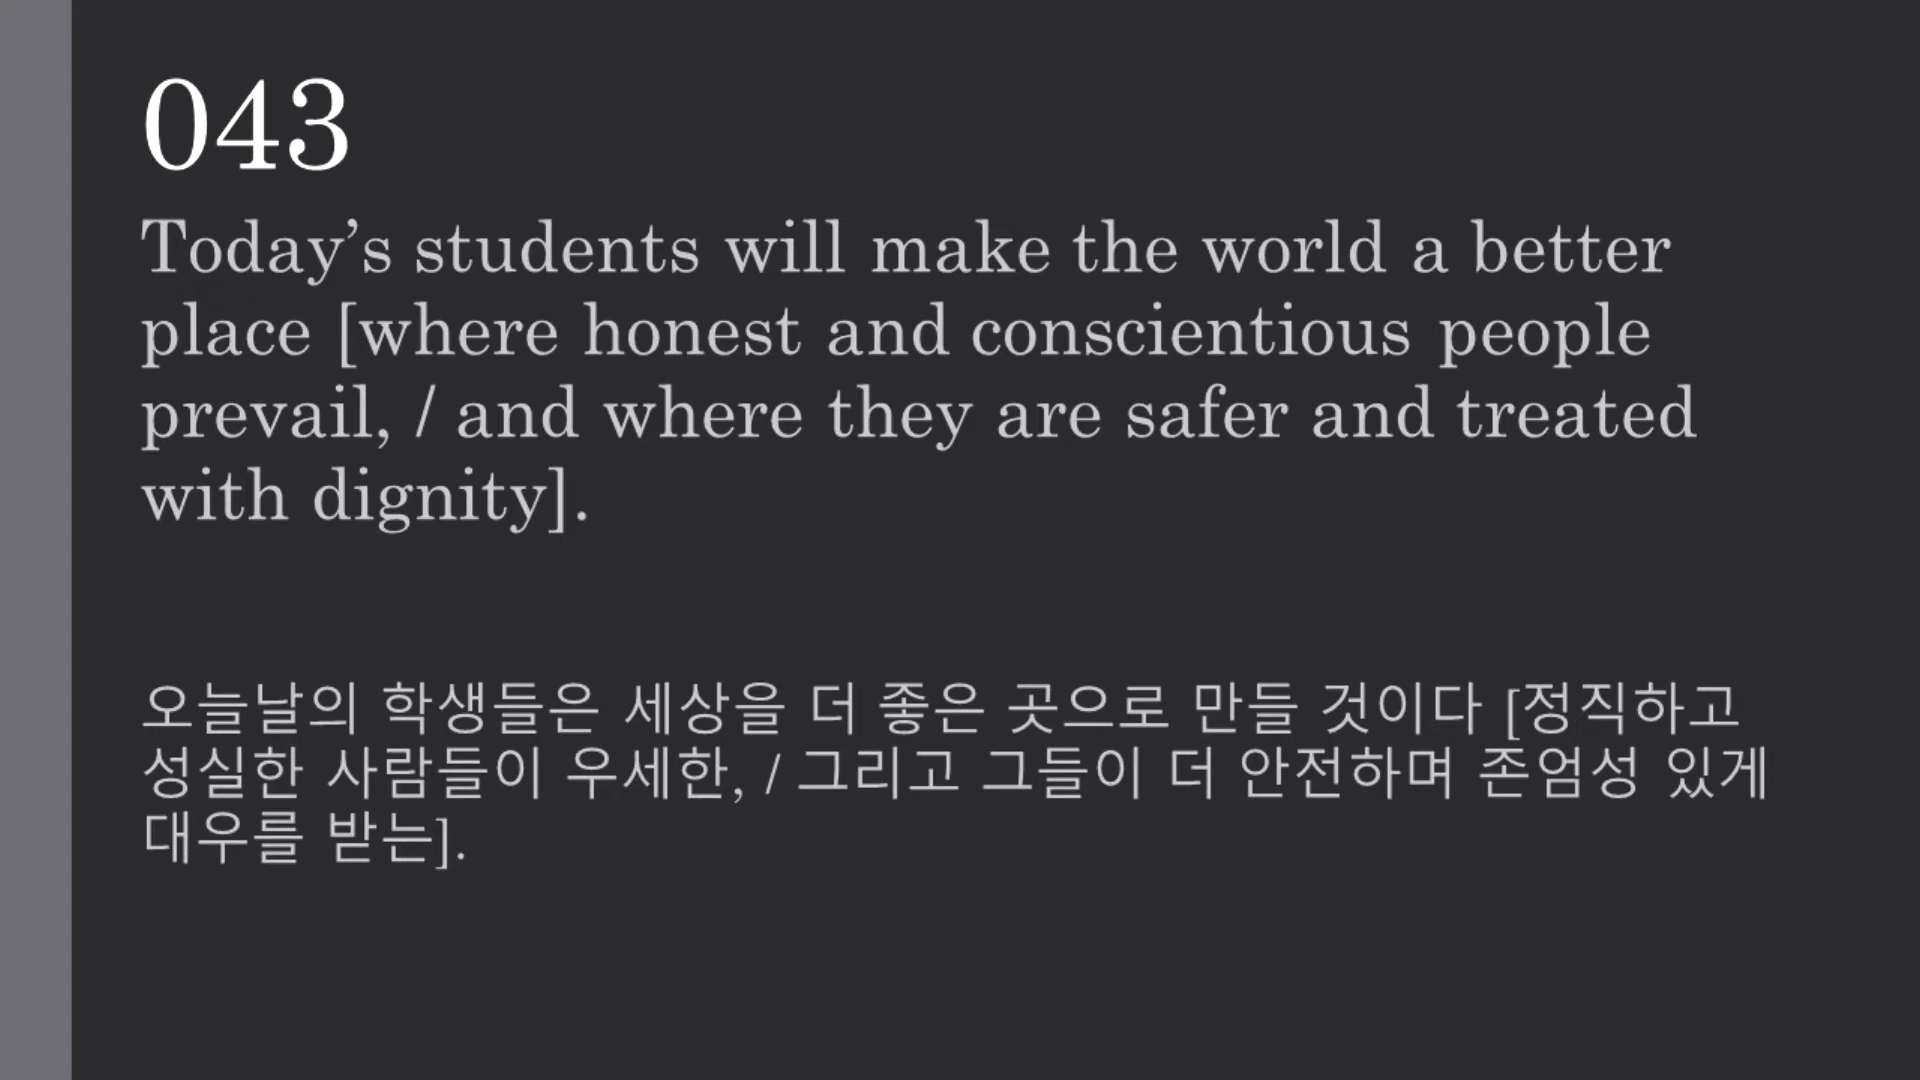 043
Today’s students will make the world a better
place [where honest and conscientious people
prevail, / and where they are safer and treated
with dignity].
오늘날의 학생들은 세상을 더 좋은 곳으로 만들 것이다 [정직하고
성실한 사람들이 우세한, / 그리고 그들이 더 안전하며 존엄성 있게
대우를 받는].